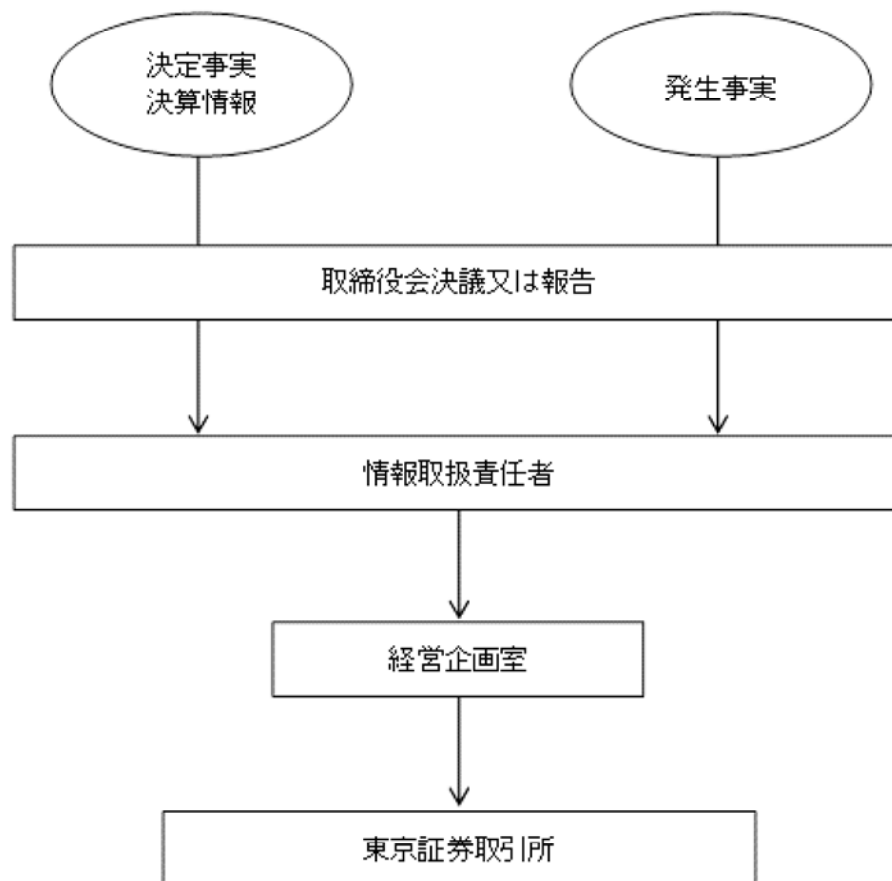 決定事実
決算情報
発生事実
取締役会決議又は報告
情報取扱責任者
経営企画室
東京証券取引所